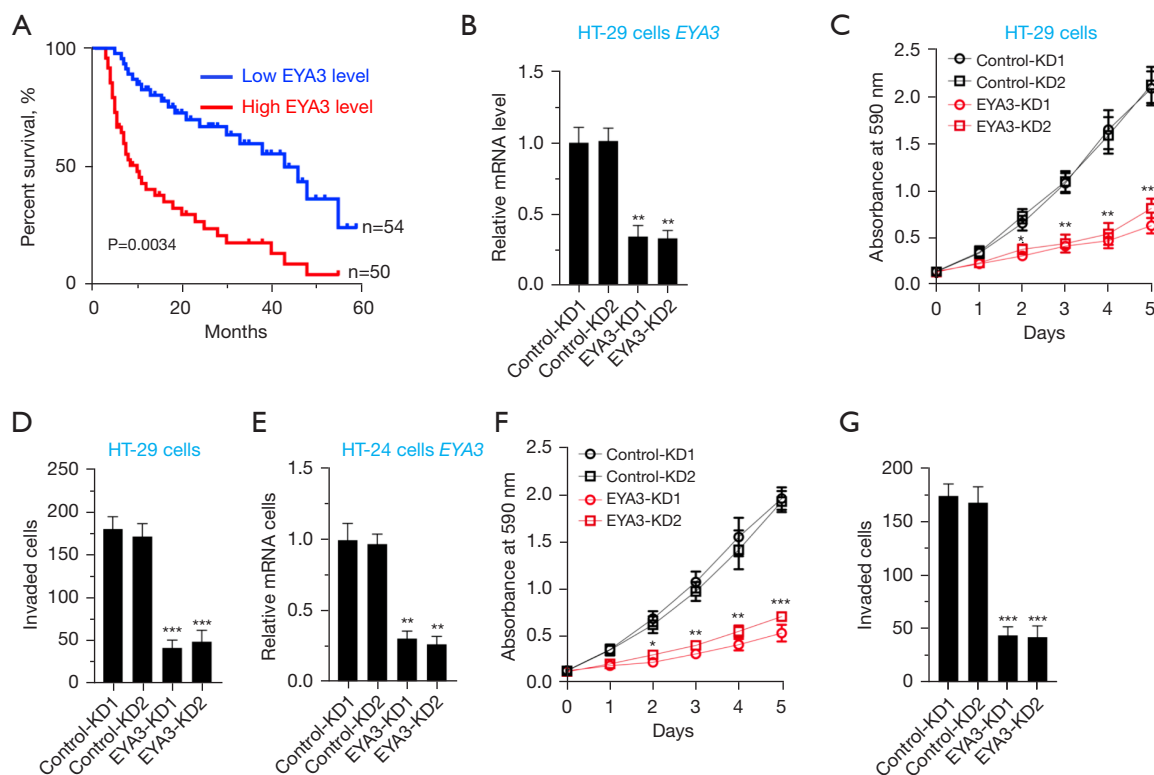 A
100
50
0
Percent survival, %
Low EYA3 level
High EYA3 level
P=0.0034
n=54
n=50
0 20 40 60
Months
B
HT-29 cells EYA3
1.5
1.0
0.5
0.0
Relative mRNA level
** **
Control-KD1
Control-KD2
EYA3-KD1
EYA3-KD2
C
HT-29 cells
2.5
2.0
1.5
1.0
0.5
0.0
Absorbance at 590 nm
Control-KD1
Control-KD2
EYA3-KD1
EYA3-KD2
* ** ** **
0 1 2 3 4 5
Days
D
HT-29 cells
250
200
150
100
50
0
Invaded cells
*** ***
Control-KD1
Control-KD2
EYA3-KD1
EYA3-KD2
E
HT-24 cells EYA3
1.5
1.0
0.5
0.0
Relative mRNA cells
** **
Control-KD1
Control-KD2
EYA3-KD1
EYA3-KD2
F
2.5
2.0
1.5
1.0
0.5
0.0
Absorbance at 590 nm
Control-KD1
Control-KD2
EYA3-KD1
EYA3-KD2
* ** ** ***
0 1 2 3 4 5
Days
G
200
150
100
50
0
Invaded cells
*** ***
Control-KD1
Control-KD2
EYA3-KD1
EYA3-KD2